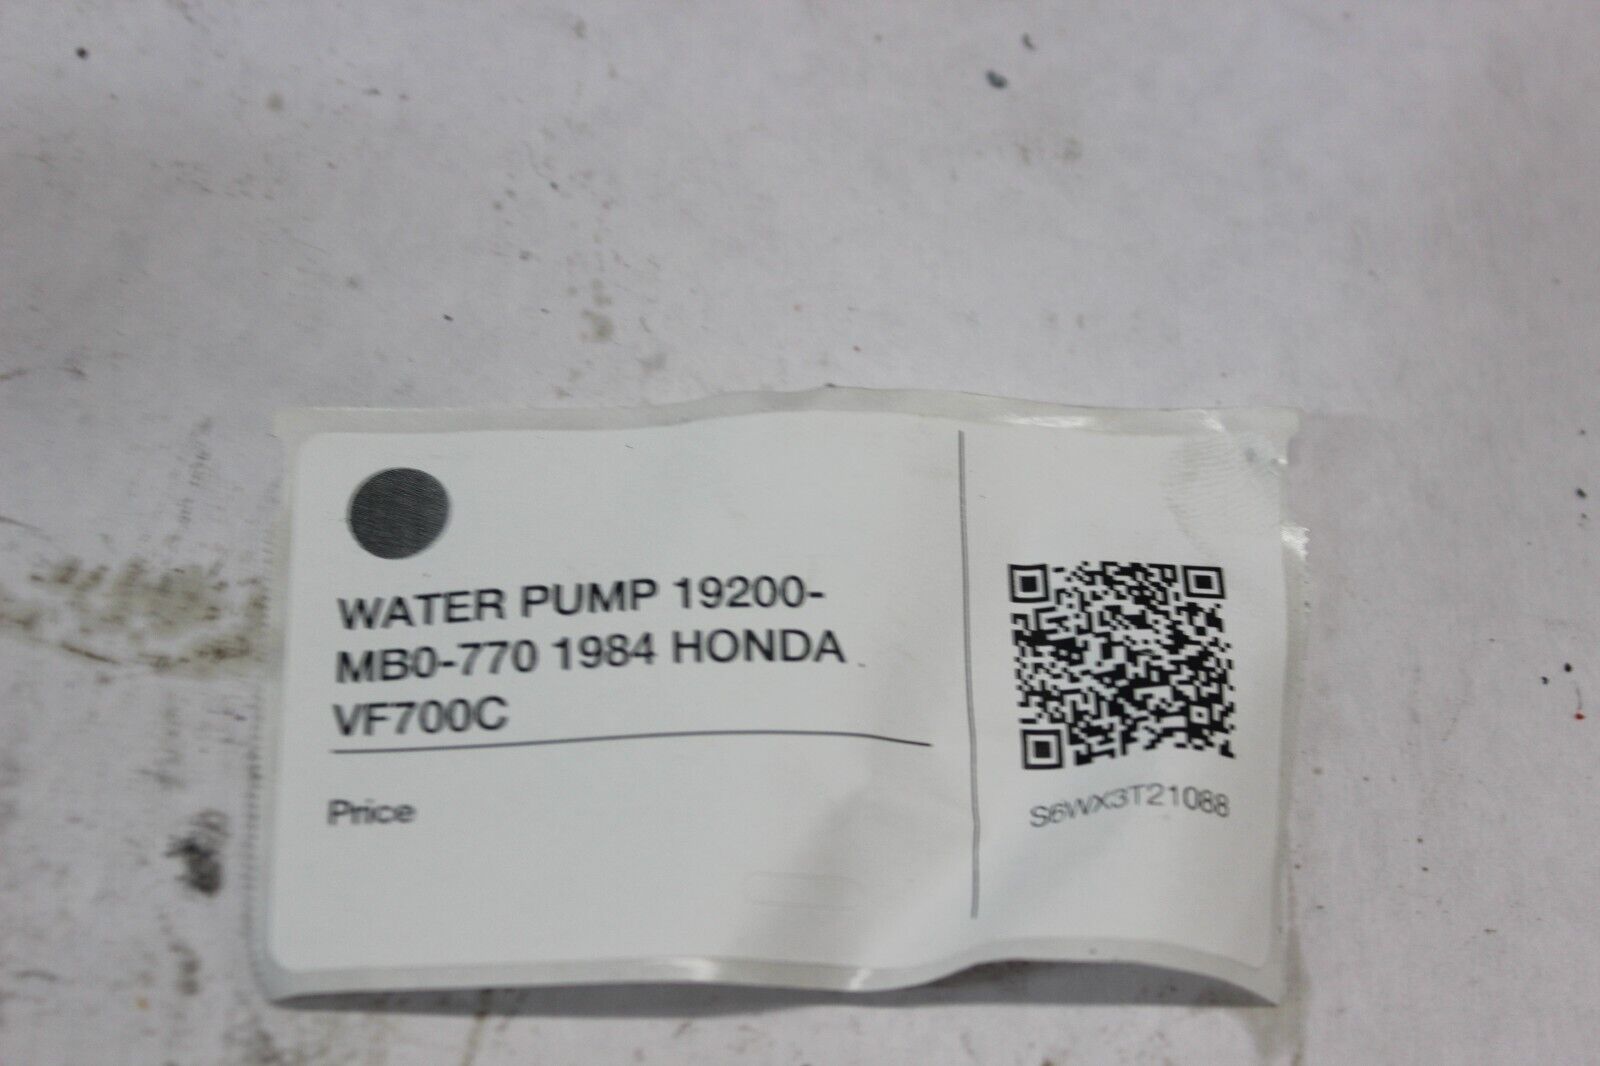 WATER PUMP 19200-
MB0-770 1984 HONDA
VF700C
Price
S6WX3T21088